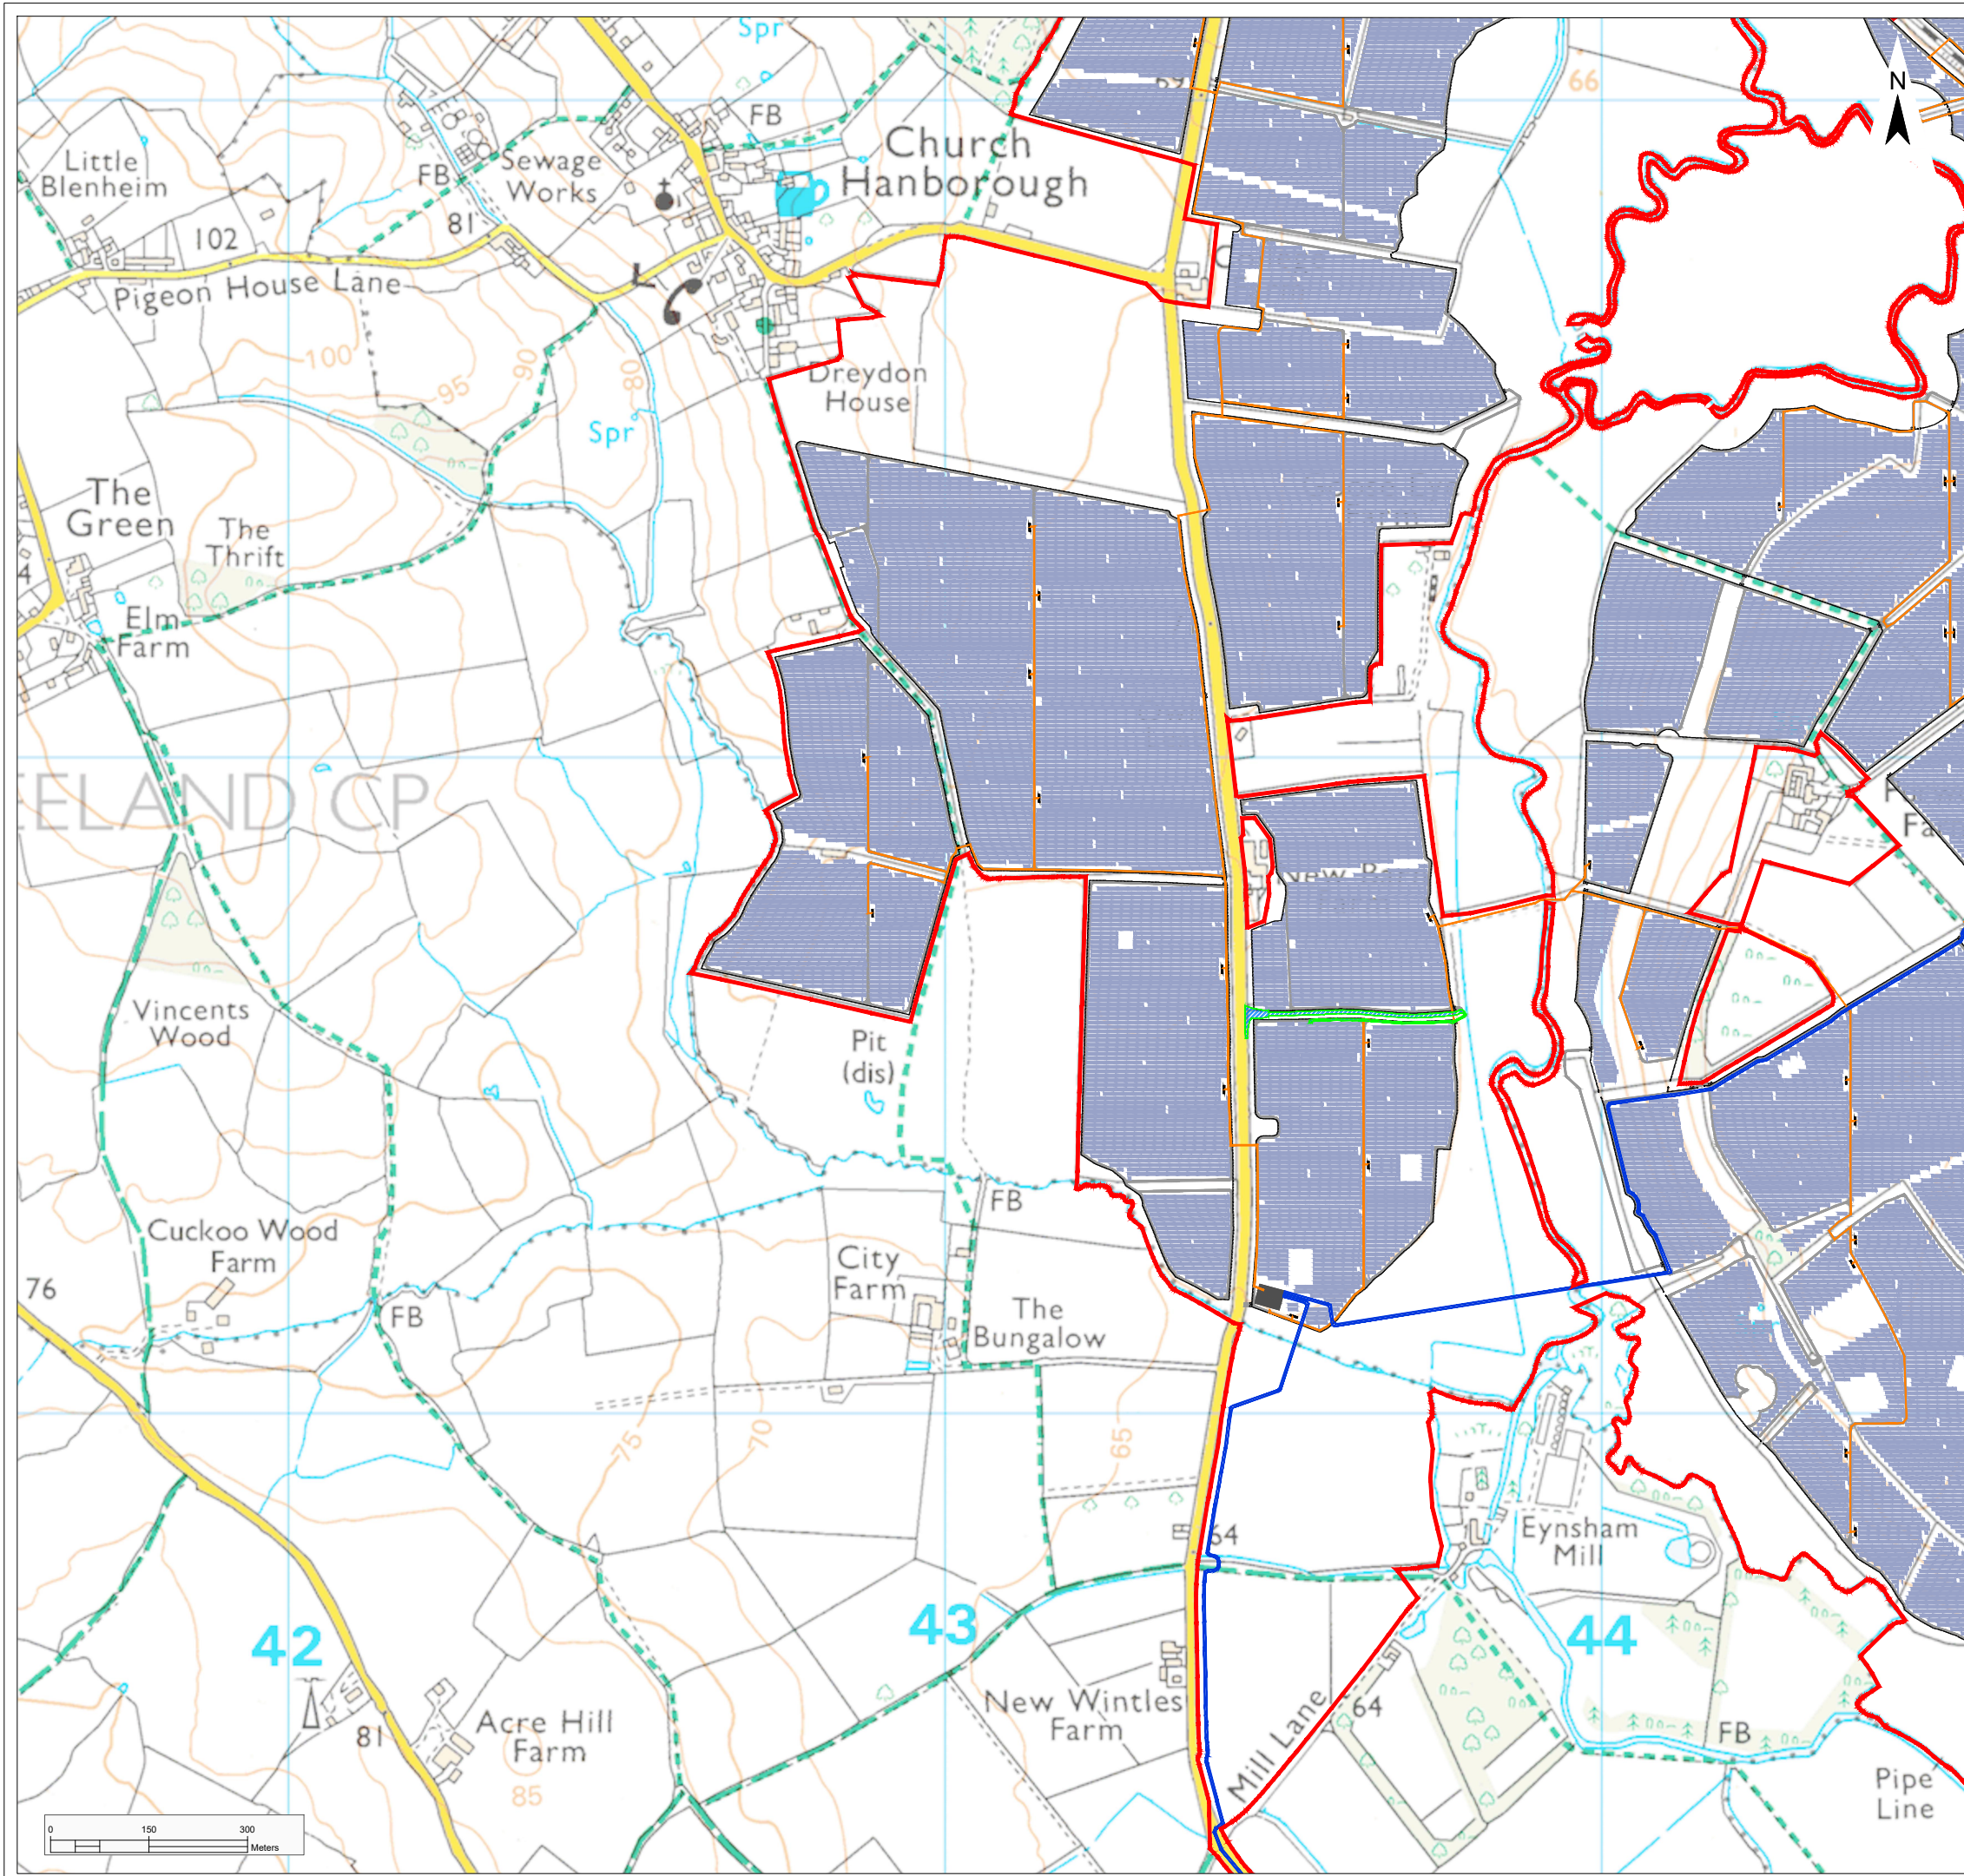 Spr
66
N
FB
Church
Hanborough
Little
Blenheim
FB
Sewage
Works
81
102
Pigeon House Lane
100
95
90
80
Dreydon
House
Spr
The
Green
The
Thrift
4
Elm
Farm
EELAND CP
Fa
Vincents
Wood
Pit
(dis)
FB
Cuckoo Wood
Farm
City
Farm
76
FB
The
Bungalow
75
70
65
64
Eynsham
Mill
42
43
44
New Wintles
Farm
Mill Lane
64
FB
Acre Hill
Farm
81
85
Pipe
Line
0 150 300
Meters